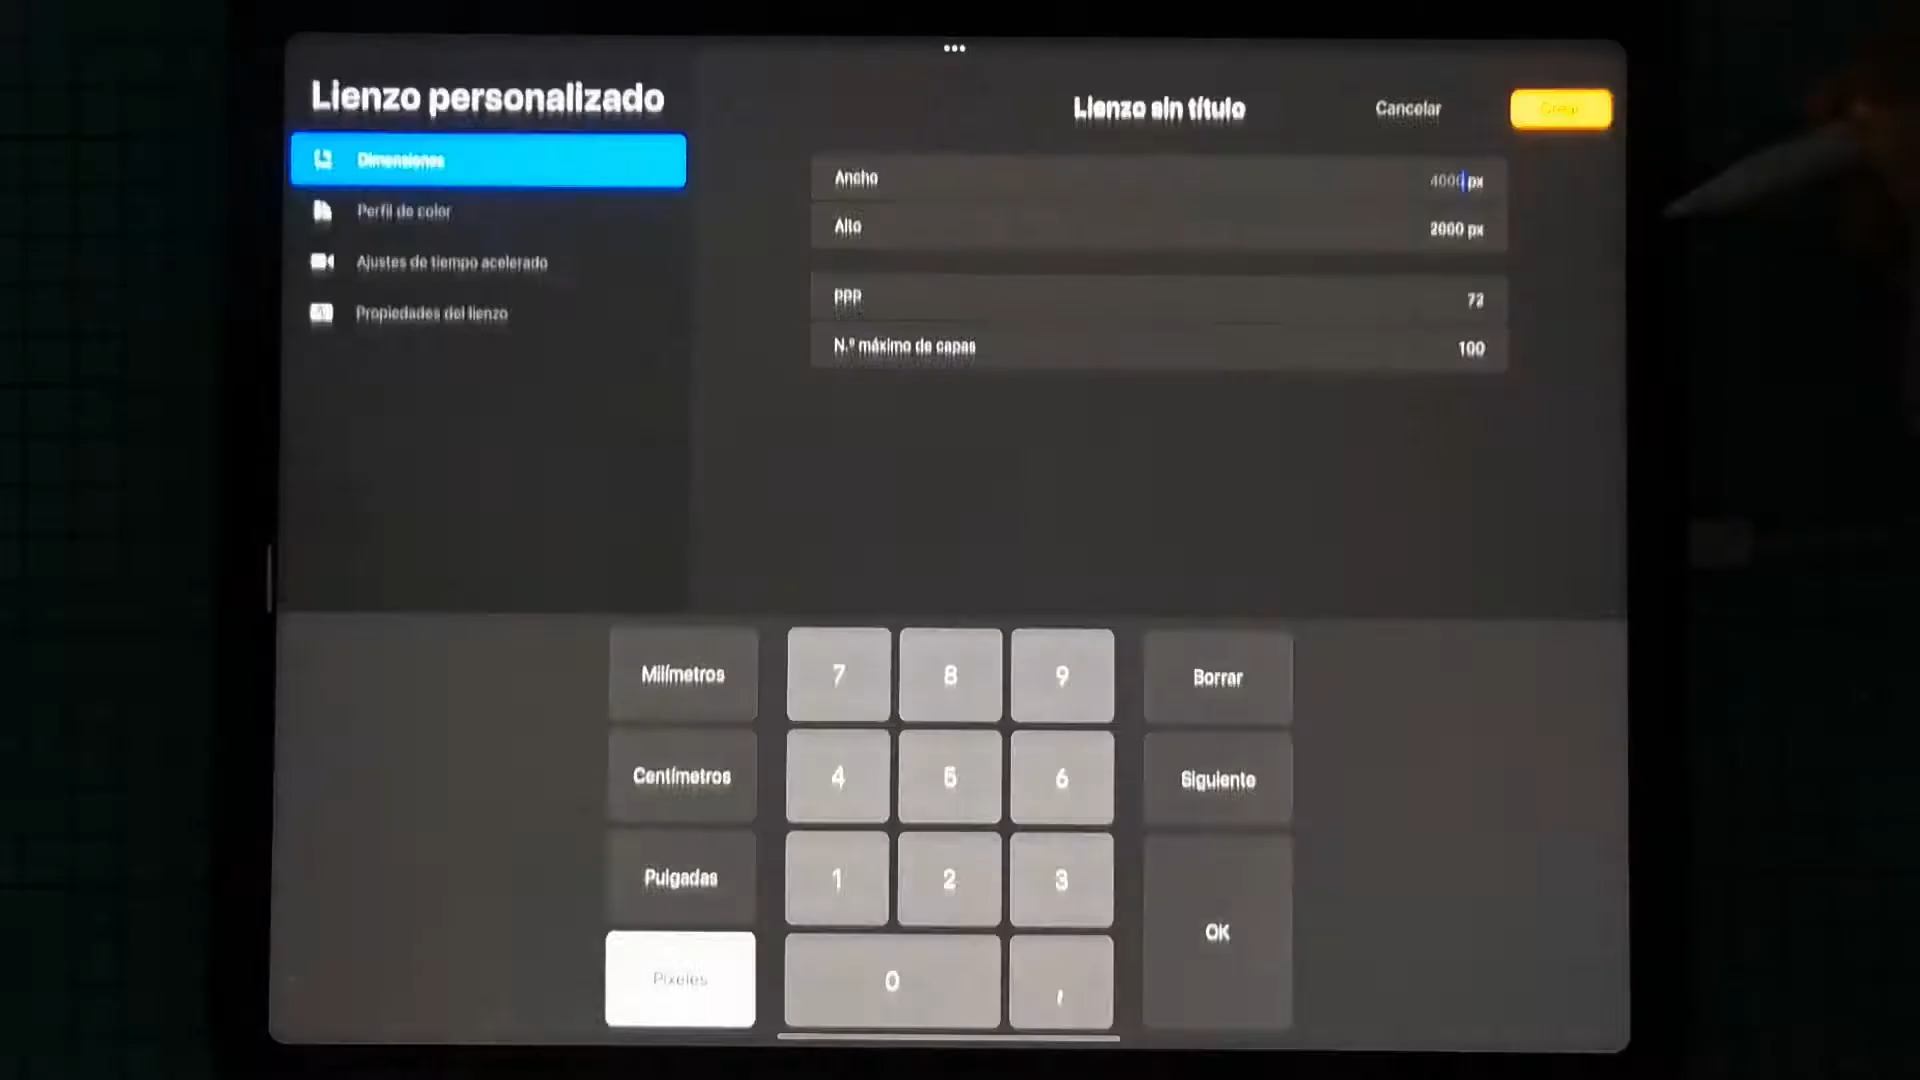 Lienzo personalizado
Dimensiones
Perfil de color
Ajustes de tiempo acelerado
Propiedades del lienzo
Lienzo sin título
Cancelar
Crear
Ancho
4000 px
Alto
2000 px
PPP
72
N.º máximo de capas
100
Milímetros
7
8
9
Borrar
Centímetros
4
5
6
Siguiente
Pulgadas
1
2
3
OK
Píxeles
0
,